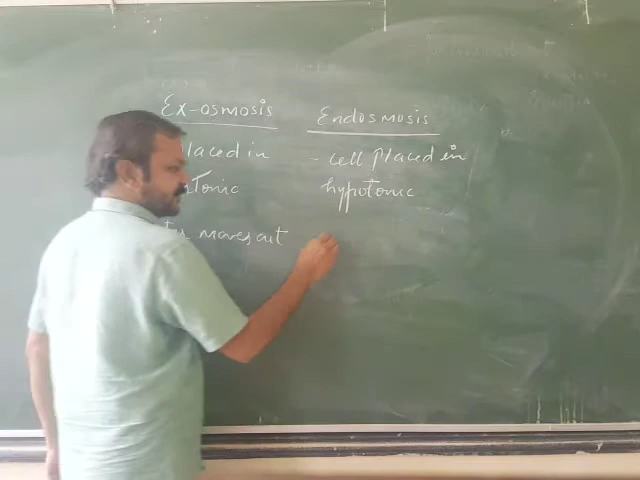 Ex-osmosis
Endosmosis
laced in
tonic
moves out
- cell placed in
hypotonic